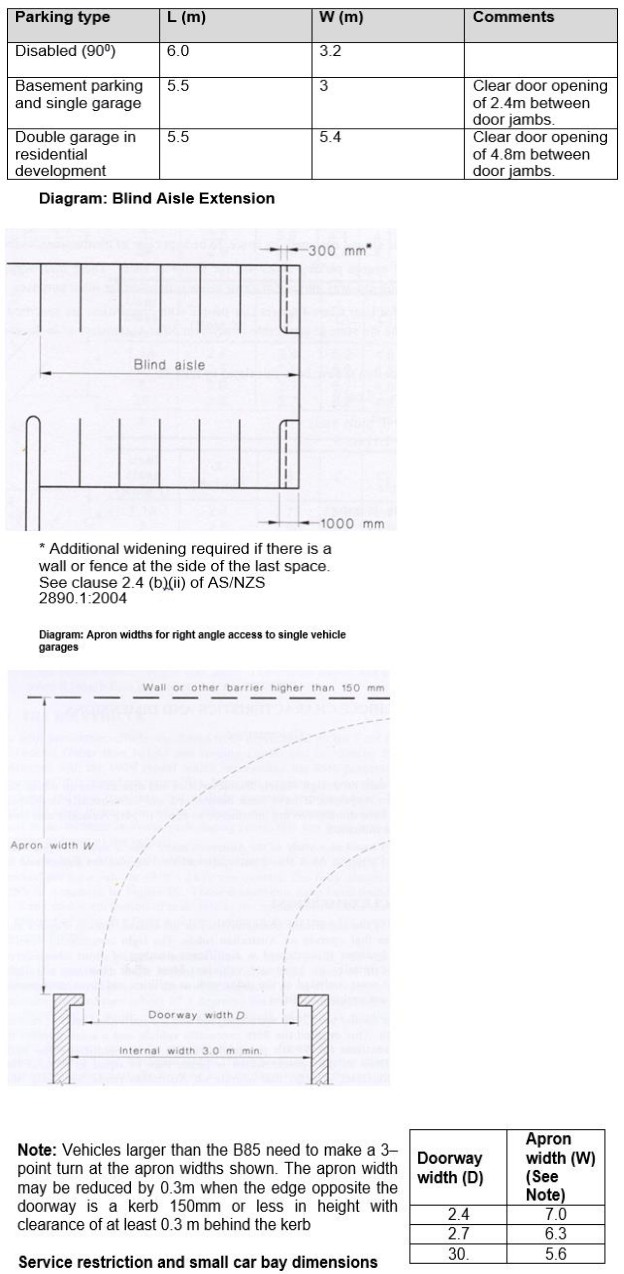 Parking type L (m) W (m) Comments
Disabled (90⁰) 6.0 3.2
Basement parking 5.5 3 Clear door opening
and single garage of 2.4m between
door jambs.
Double garage in 5.5 5.4 Clear door opening
residential of 4.8m between
development door jambs.
Diagram: Blind Aisle Extension
300 mm*
Blind aisle
1000 mm
* Additional widening required if there is a
wall or fence at the side of the last space.
See clause 2.4 (b)(ii) of AS/NZS
2890.1:2004
Diagram: Apron widths for right angle access to single vehicle
garages
Wall or other barrier higher than 150 mm
Apron width W
Doorway width D
Internal width 3.0 m min.
Note: Vehicles larger than the B85 need to make a 3–
point turn at the apron widths shown. The apron width
may be reduced by 0.3m when the edge opposite the
doorway is a kerb 150mm or less in height with
clearance of at least 0.3 m behind the kerb
Doorway
width (D)
Apron
width (W)
(See
Note)
2.4 7.0
2.7 6.3
30. 5.6
Service restriction and small car bay dimensions